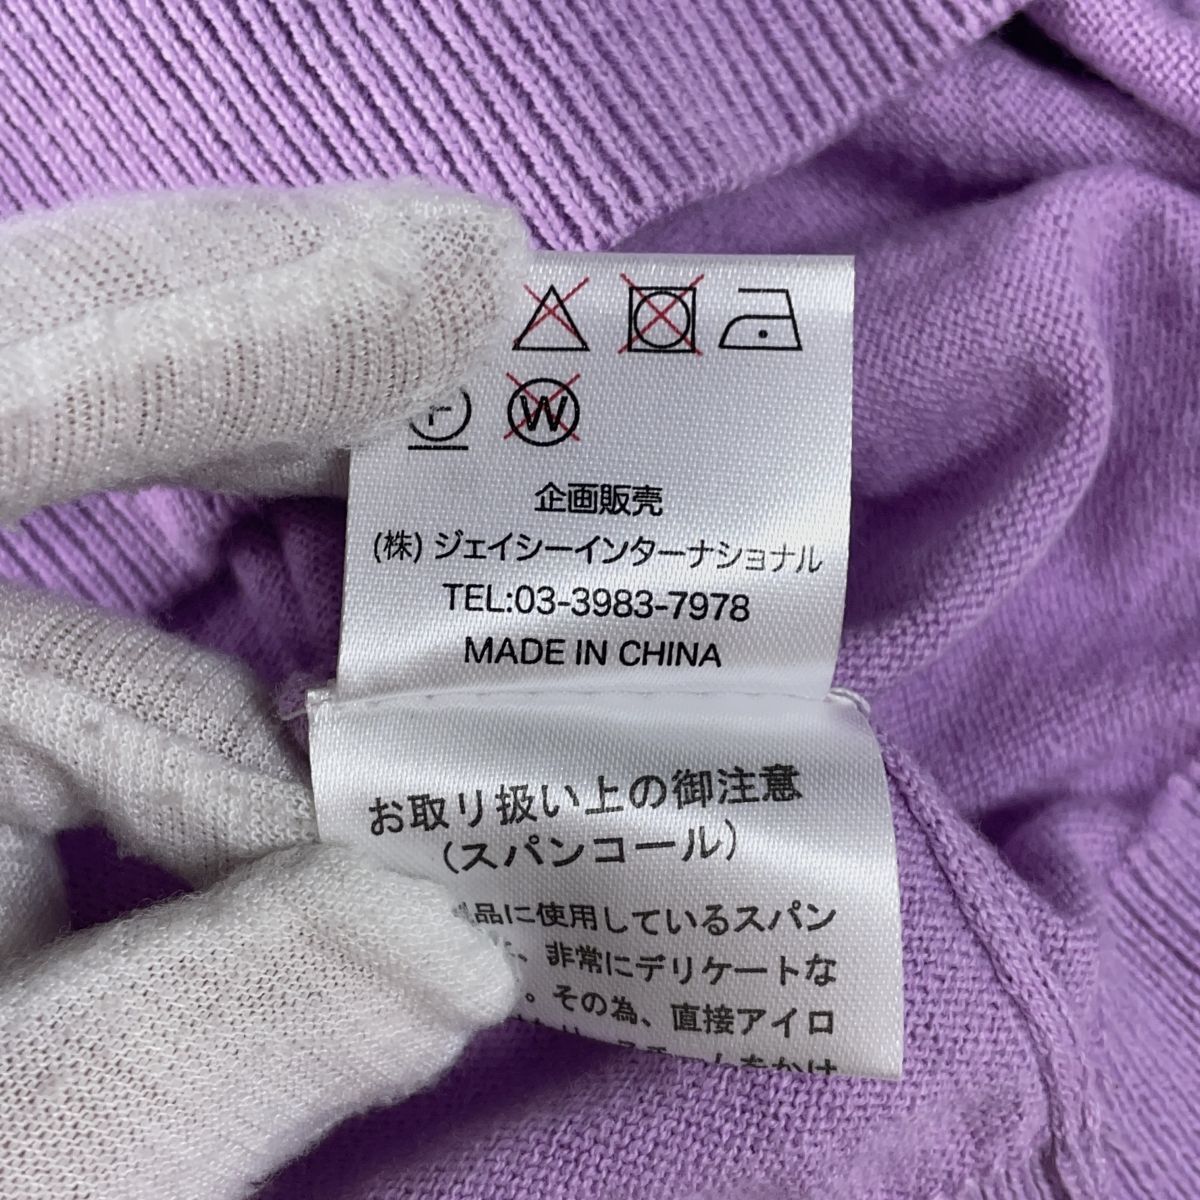 W
企画販売
(株) ジェイシーインターナショナル
TEL:03-3983-7978
MADE IN CHINA
お取り扱い上の御注意
(スパンコール)
品に使用しているスパン
、非常にデリケートな
。その為、直接アイロ
をかけ